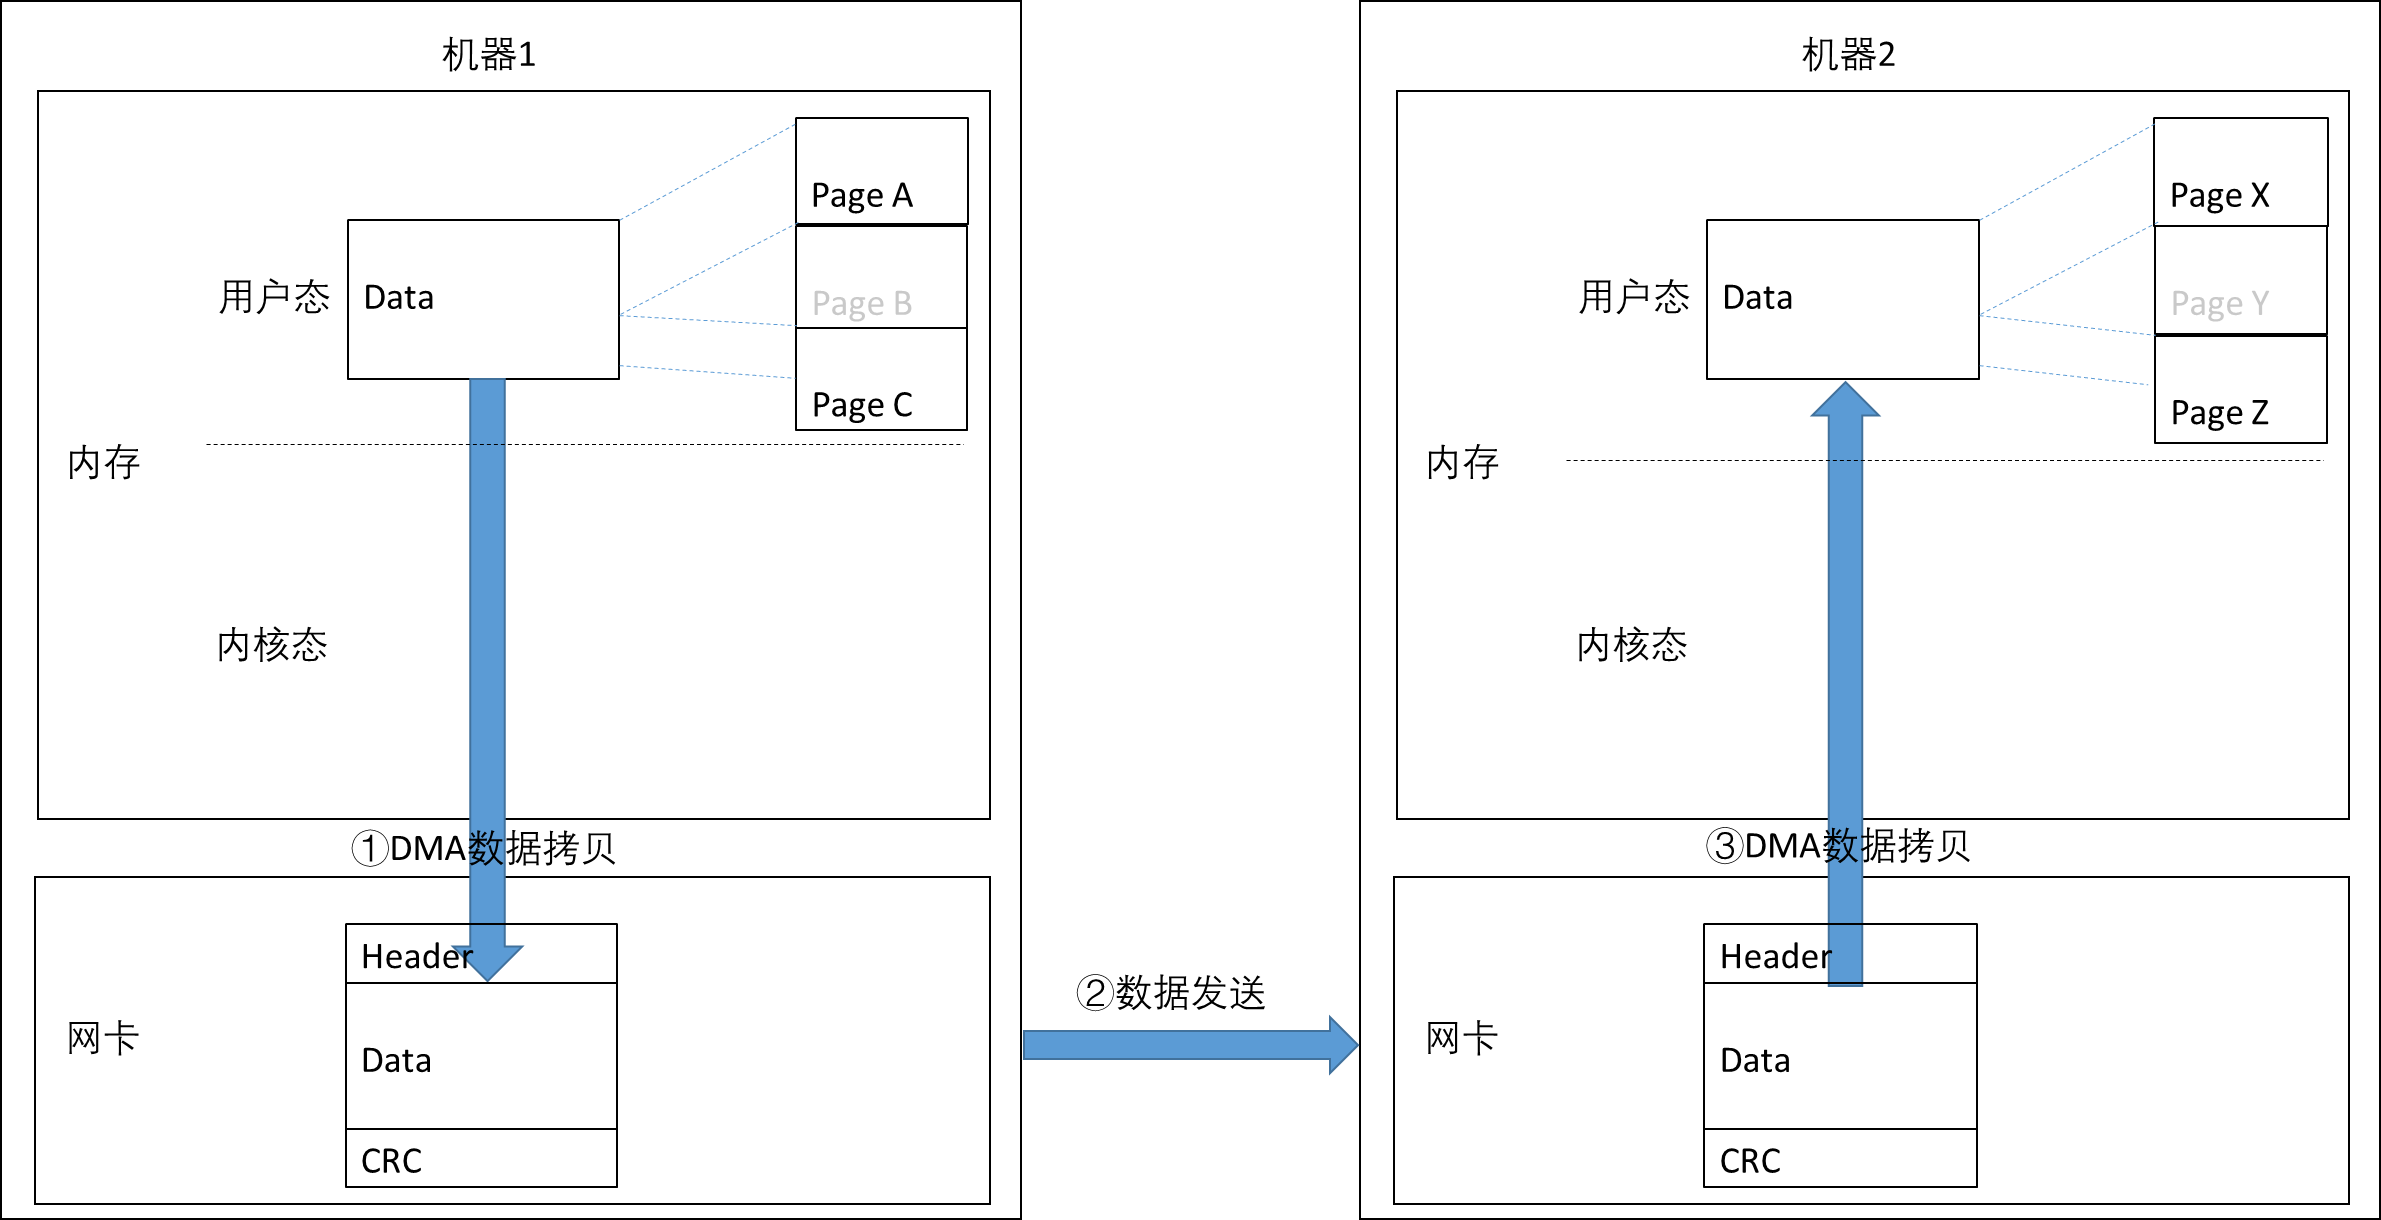 机器1
Page A
Page B
Page C
用户态
Data
内存
内核态
①DMA数据拷贝
网卡
Header
Data
CRC
②数据发送
机器2
Page X
Page Y
Page Z
用户态
Data
内存
内核态
③DMA数据拷贝
网卡
Header
Data
CRC